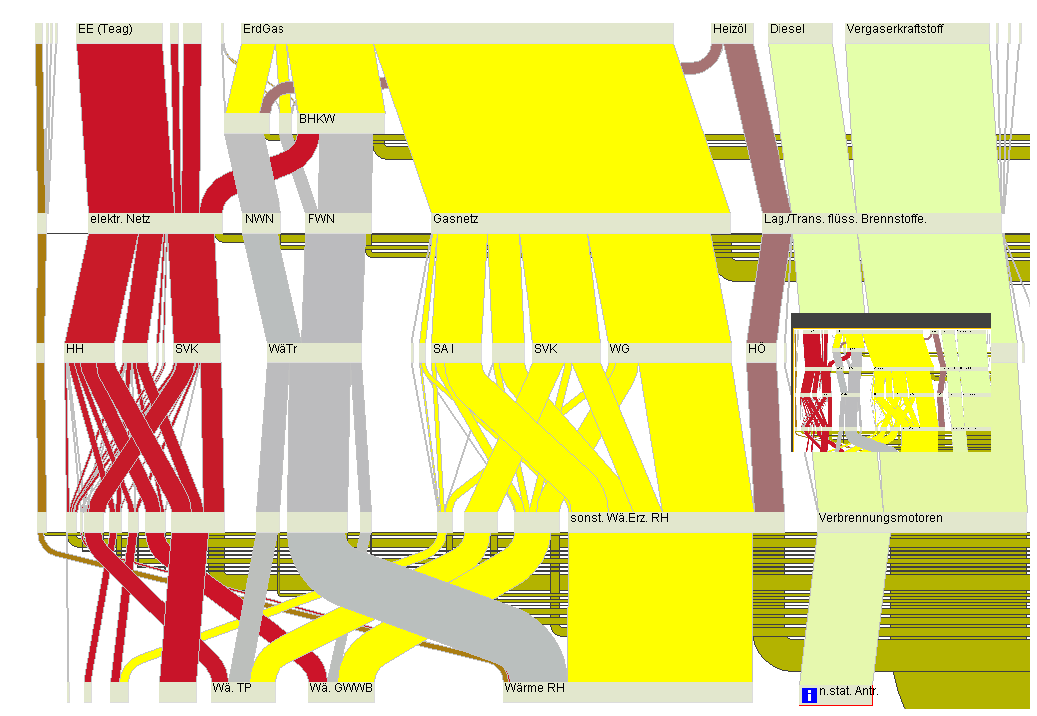 EE (Teag) ErdGas Heizöl Diesel Vergaserkraftstoff
BHKW
elektr. Netz NWN FWN Gasnetz Lag./Trans. flüss. Brennstoffe.
HH SVK WäTr SA I SVK WG HÖ
sonst. Wä.Erz. RH Verbrennungsmotoren
Wä. TP Wä. GWWB Wärme RH i n.stat. Antr.